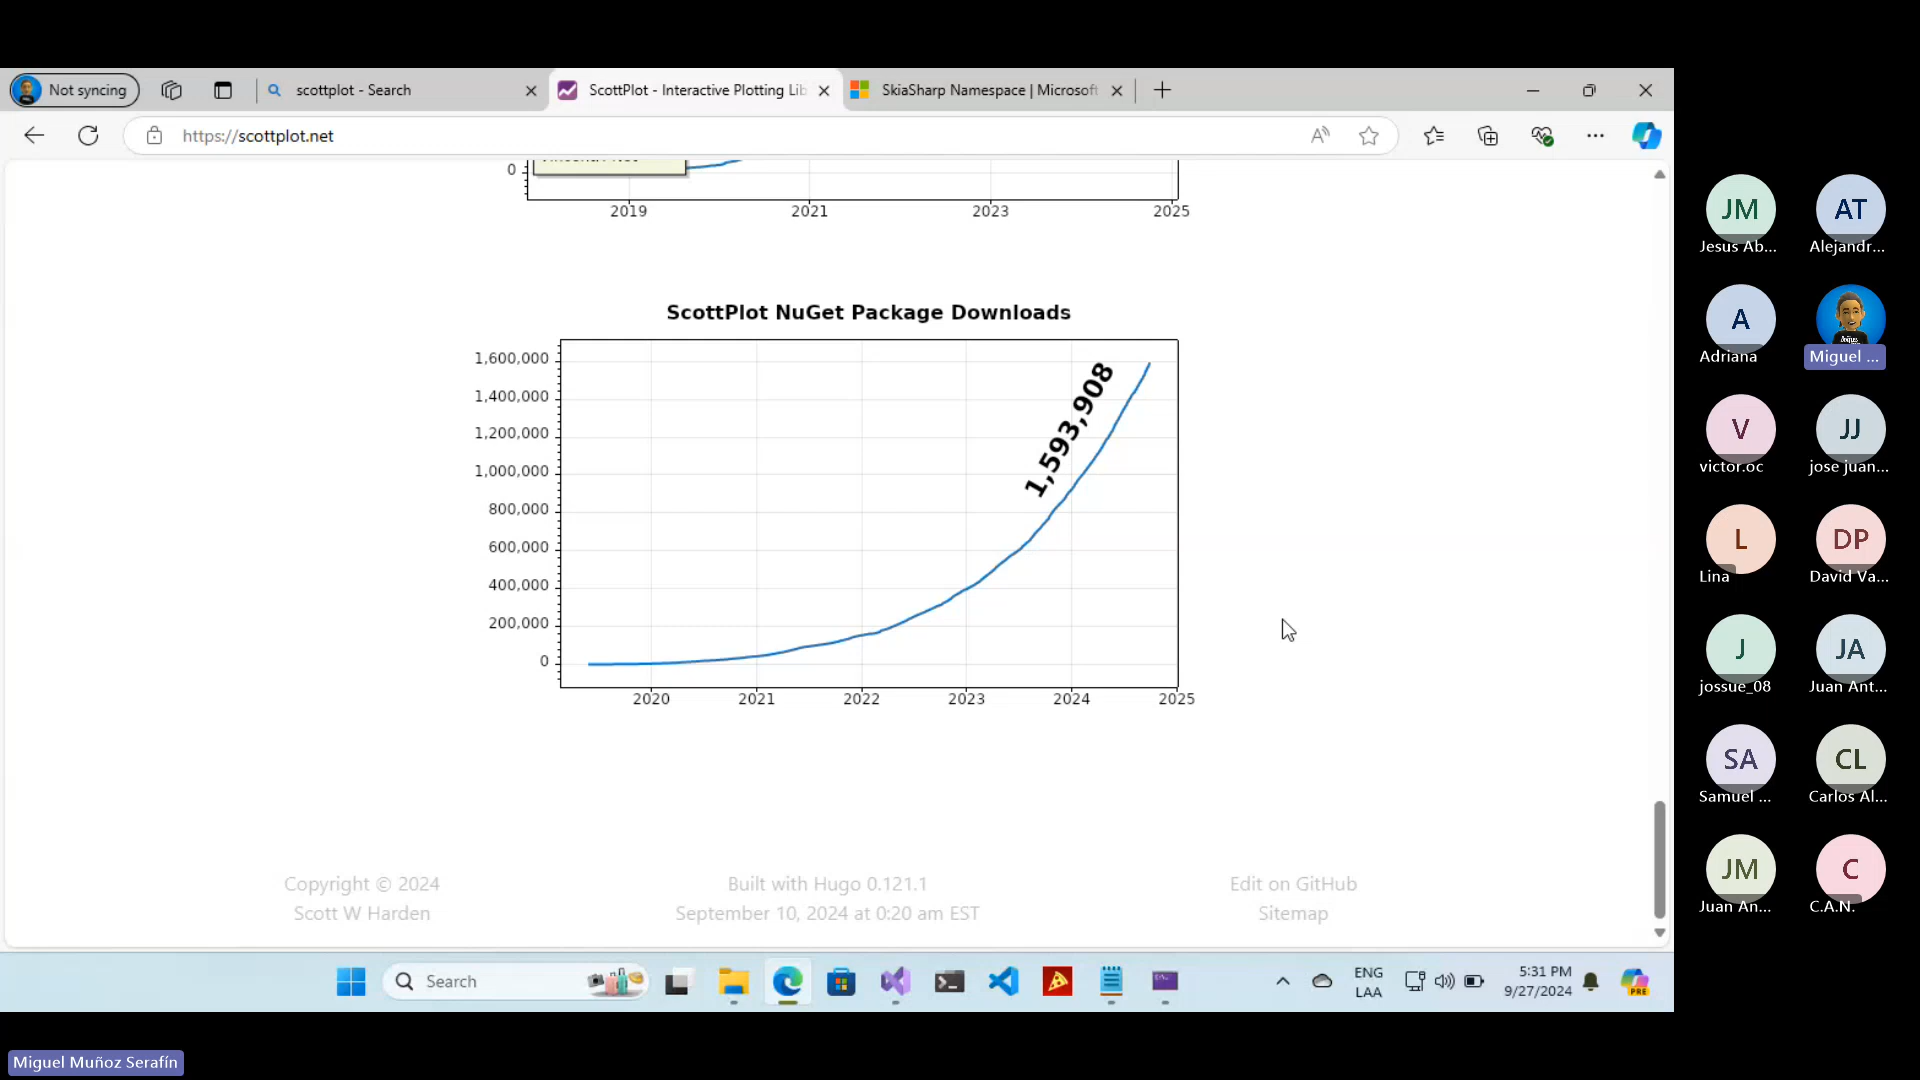 Not syncing
scottplot - Search
ScottPlot - Interactive Plotting Lib
SkiaSharp Namespace | Microsoft
https://scottplot.net
0
2019 2021 2023 2025
ScottPlot NuGet Package Downloads
1,600,000
1,400,000
1,200,000
1,000,000
800,000
600,000
400,000
200,000
0
1,593,908
2020 2021 2022 2023 2024 2025
Copyright © 2024
Scott W Harden
Built with Hugo 0.121.1
September 10, 2024 at 0:20 am EST
Edit on GitHub
Sitemap
Search
ENG
LAA
5:31 PM
9/27/2024
PRE
JM
Jesus Ab...
AT
Alejandr...
A
Adriana
Miguel ...
V
victor.oc
JJ
jose juan...
L
Lina
DP
David Va...
J
jossue_08
JA
Juan Ant...
SA
Samuel ...
CL
Carlos Al...
JM
Juan An...
C
C.A.N.
Miguel Muñoz Serafín